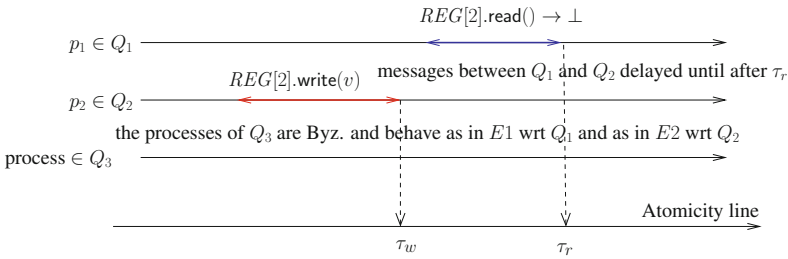 REG[2].read() → ⊥
p₁ ∈ Q₁
messages between Q₁ and Q₂ delayed until after τᵣ
REG[2].write(v)
p₂ ∈ Q₂
the processes of Q₃ are Byz. and behave as in E1 wrt Q₁ and as in E2 wrt Q₂
process ∈ Q₃
Atomicity line
τ_w
τᵣ